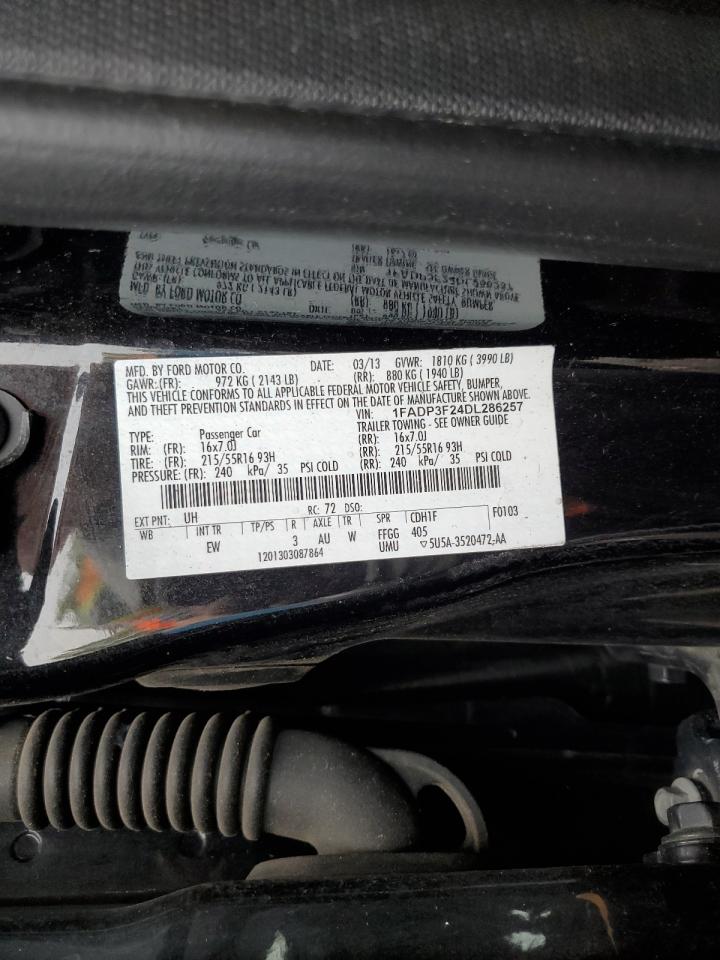 MFD. BY FORD MOTOR CO. DATE: 03/13 GVWR: 1810 KG ( 3990 LB)
GAWR:(FR): 972 KG ( 2143 LB) (RR): 880 KG ( 1940 LB)
THIS VEHICLE CONFORMS TO ALL APPLICABLE FEDERAL MOTOR VEHICLE SAFETY, BUMPER,
AND THEFT PREVENTION STANDARDS IN EFFECT ON THE DATE OF MANUFACTURE SHOWN ABOVE.
VIN: 1FADP3F24DL286257
TYPE: Passenger Car TRAILER TOWING - SEE OWNER GUIDE
RIM: (FR): 16x7.0J (RR): 16x7.0J
TIRE: (FR): 215/55R16 93H (RR): 215/55R16 93H
PRESSURE: (FR): 240 kPa/ 35 PSI COLD (RR): 240 kPa/ 35 PSI COLD
EXT PNT: UH RC: 72 DSO: F0103
WB INT TR TP/PS R AXLE TR SPR CDH1F
EW 3 AU W FFGG 405
1201303087864 UMU ▽5U5A-3520472-AA